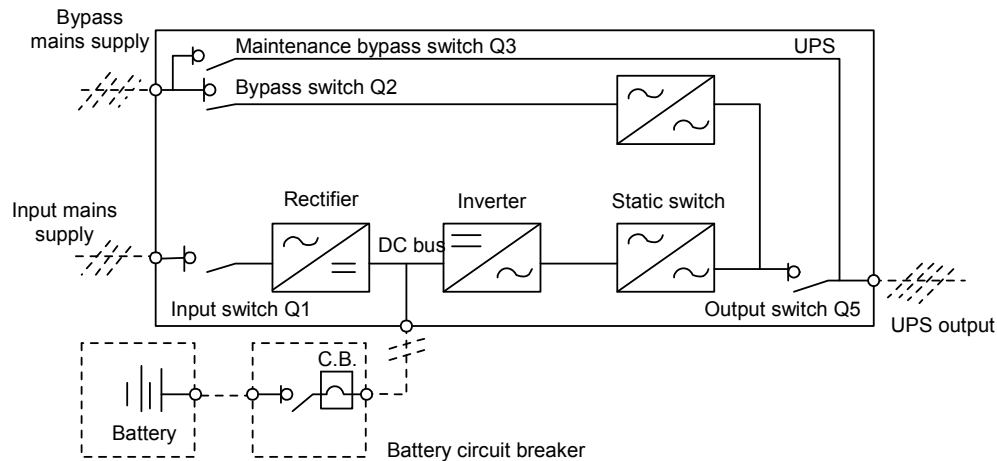 Bypass
mains supply
Maintenance bypass switch Q3
UPS
Bypass switch Q2
Input mains
supply
Rectifier
Inverter
Static switch
DC bus
Input switch Q1
Output switch Q5
UPS output
C.B.
Battery
Battery circuit breaker